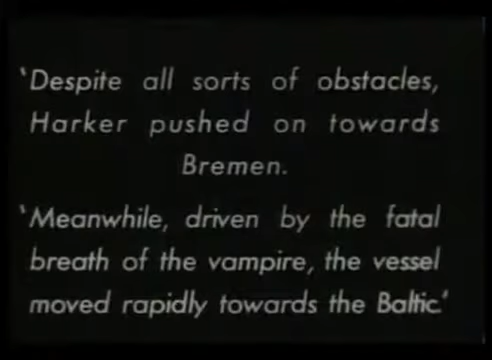 ‘Despite all sorts of obstacles,
Harker pushed on towards
Bremen.
‘Meanwhile, driven by the fatal
breath of the vampire, the vessel
moved rapidly towards the Baltic.’